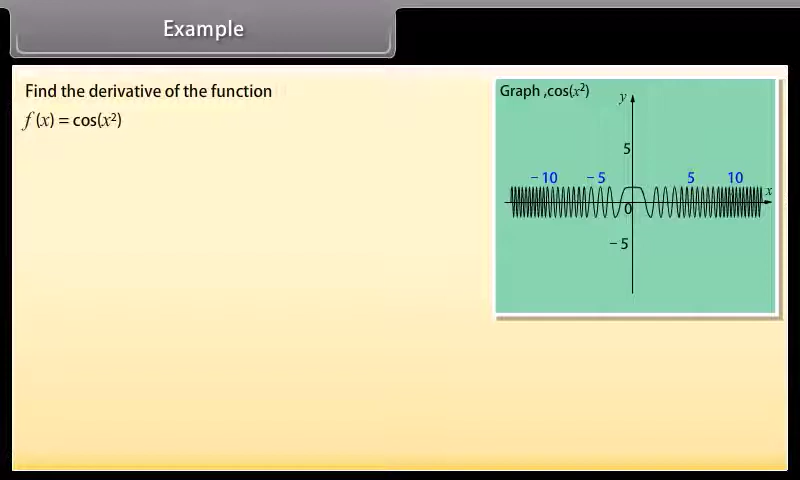 Example
Find the derivative of the function
f (x) = cos(x²)
Graph ,cos(x²)
y
5
– 10 – 5 5 10 x
0
– 5